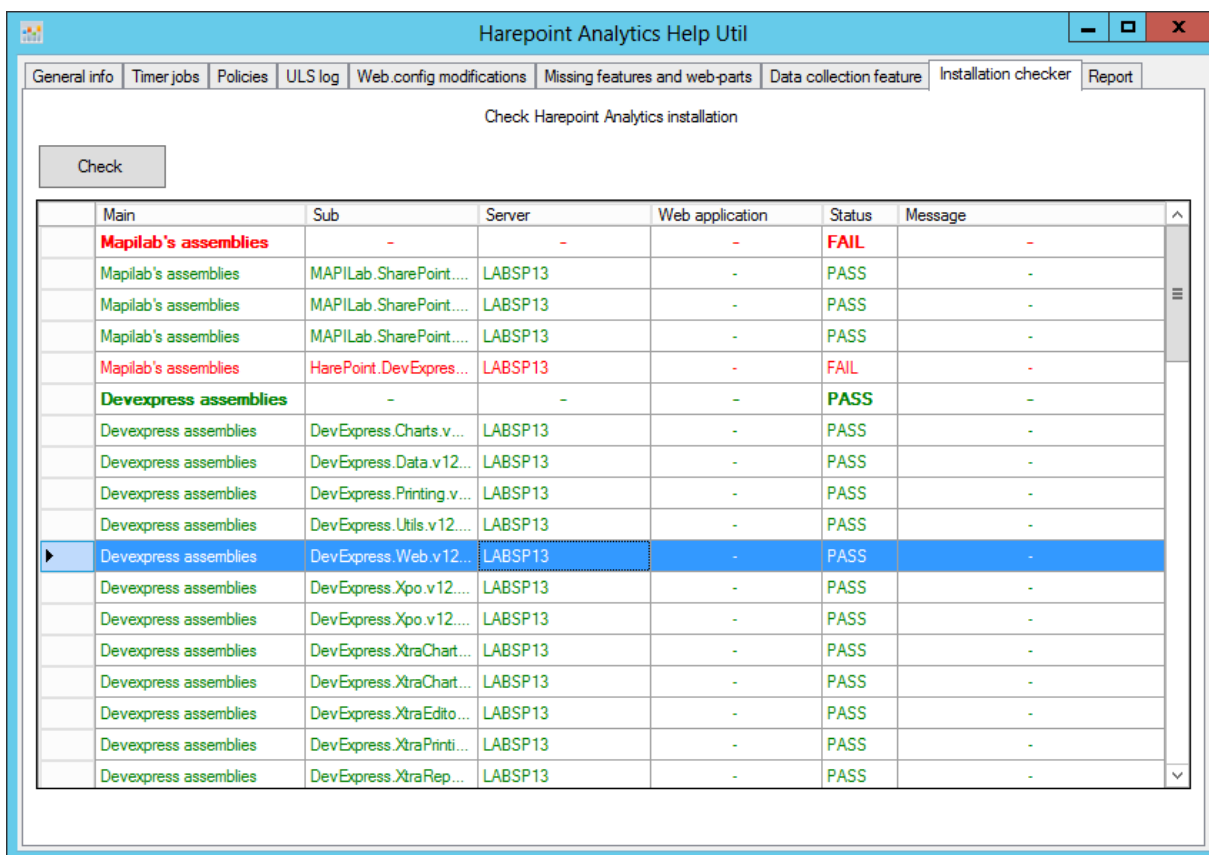 Harepoint Analytics Help Util
General info Timer jobs Policies ULS log Web.config modifications Missing features and web-parts Data collection feature Installation checker Report
Check Harepoint Analytics installation
Check
Main Sub Server Web application Status Message
Mapilab's assemblies - - - FAIL -
Mapilab's assemblies MAPILab.SharePoint.... LABSP13 - PASS -
Mapilab's assemblies MAPILab.SharePoint.... LABSP13 - PASS -
Mapilab's assemblies MAPILab.SharePoint.... LABSP13 - PASS -
Mapilab's assemblies HarePoint.DevExpres... LABSP13 - FAIL -
Devexpress assemblies - - - PASS -
Devexpress assemblies DevExpress.Charts.v... LABSP13 - PASS -
Devexpress assemblies DevExpress.Data.v12... LABSP13 - PASS -
Devexpress assemblies DevExpress.Printing.v... LABSP13 - PASS -
Devexpress assemblies DevExpress.Utils.v12.... LABSP13 - PASS -
Devexpress assemblies DevExpress.Web.v12... LABSP13 - PASS -
Devexpress assemblies DevExpress.Xpo.v12.... LABSP13 - PASS -
Devexpress assemblies DevExpress.Xpo.v12.... LABSP13 - PASS -
Devexpress assemblies DevExpress.XtraChart... LABSP13 - PASS -
Devexpress assemblies DevExpress.XtraChart... LABSP13 - PASS -
Devexpress assemblies DevExpress.XtraEdito... LABSP13 - PASS -
Devexpress assemblies DevExpress.XtraPrinti... LABSP13 - PASS -
Devexpress assemblies DevExpress.XtraRep... LABSP13 - PASS -